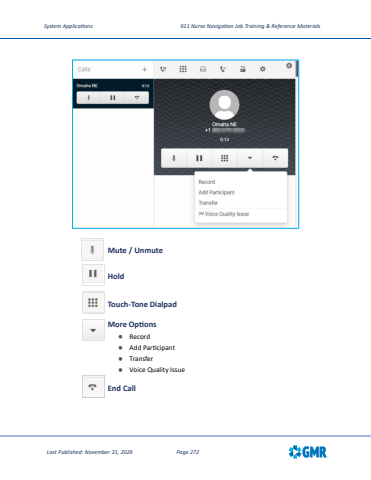 System Applications
911 Nurse Navigation Job Training & Reference Materials
Calls
+
Omaha NE
0:13
Omaha NE
+1
0:13
Record
Add Participant
Transfer
Voice Quality Issue
Mute / Unmute
Hold
Touch-Tone Dialpad
More Options
● Record
● Add Participant
● Transfer
● Voice Quality Issue
End Call
Last Published: November 21, 2026
Page 272
GMR